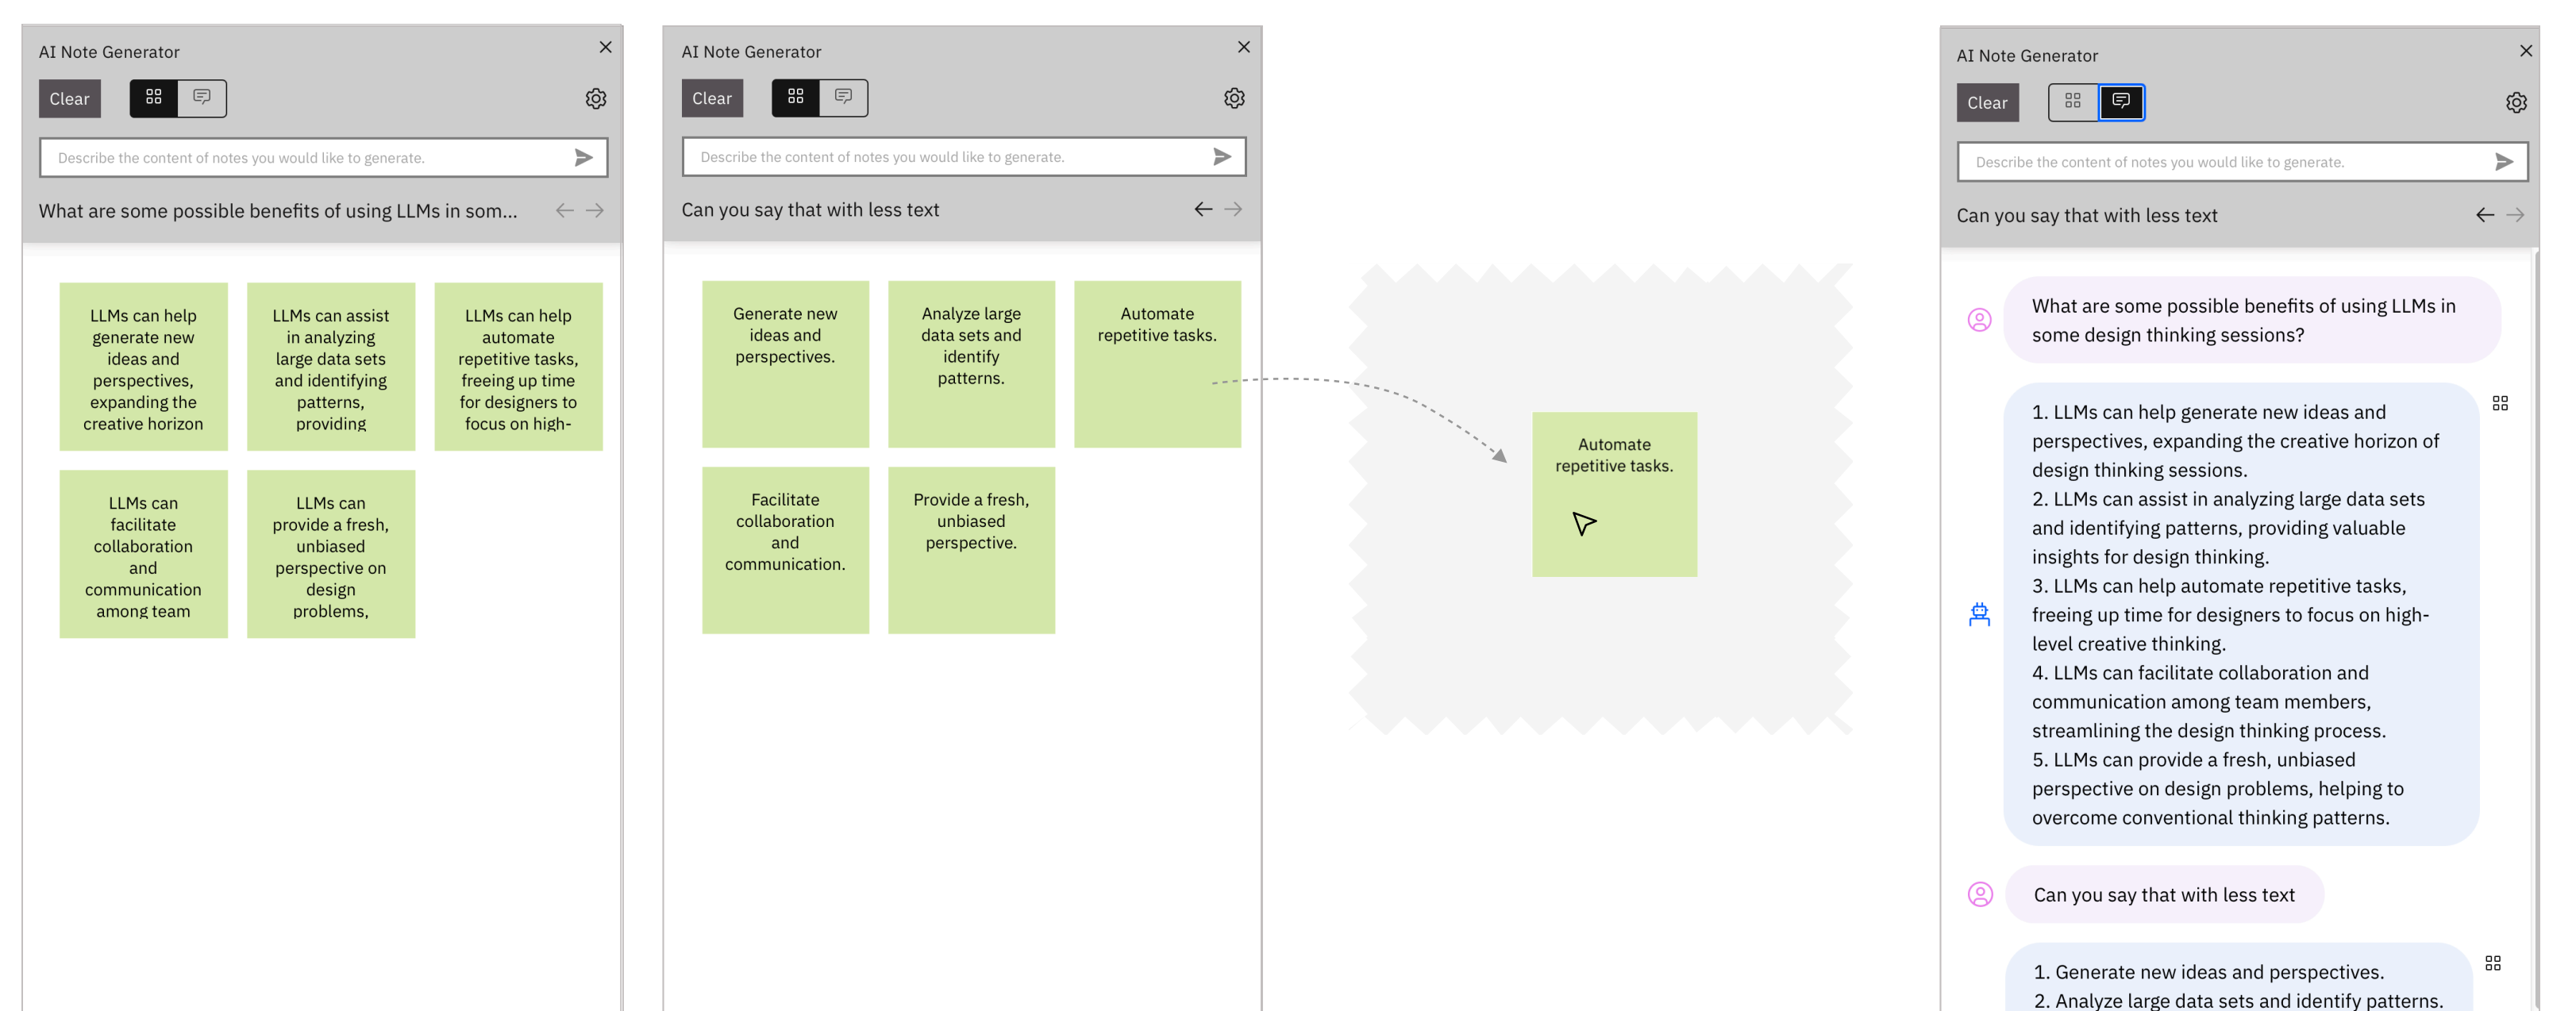 AI Note Generator
Clear
Describe the content of notes you would like to generate.
What are some possible benefits of using LLMs in som...
LLMs can help
generate new
ideas and
perspectives,
expanding the
creative horizon
LLMs can assist
in analyzing
large data sets
and identifying
patterns,
providing
LLMs can help
automate
repetitive tasks,
freeing up time
for designers to
focus on high-
LLMs can
facilitate
collaboration
and
communication
among team
LLMs can
provide a fresh,
unbiased
perspective on
design
problems,
AI Note Generator
Clear
Describe the content of notes you would like to generate.
Can you say that with less text
Generate new
ideas and
perspectives.
Analyze large
data sets and
identify
patterns.
Automate
repetitive tasks.
Facilitate
collaboration
and
communication.
Provide a fresh,
unbiased
perspective.
Automate
repetitive tasks.
AI Note Generator
Clear
Describe the content of notes you would like to generate.
Can you say that with less text
What are some possible benefits of using LLMs in
some design thinking sessions?
1. LLMs can help generate new ideas and
perspectives, expanding the creative horizon of
design thinking sessions.
2. LLMs can assist in analyzing large data sets
and identifying patterns, providing valuable
insights for design thinking.
3. LLMs can help automate repetitive tasks,
freeing up time for designers to focus on high-
level creative thinking.
4. LLMs can facilitate collaboration and
communication among team members,
streamlining the design thinking process.
5. LLMs can provide a fresh, unbiased
perspective on design problems, helping to
overcome conventional thinking patterns.
Can you say that with less text
1. Generate new ideas and perspectives.
2. Analyze large data sets and identify patterns.